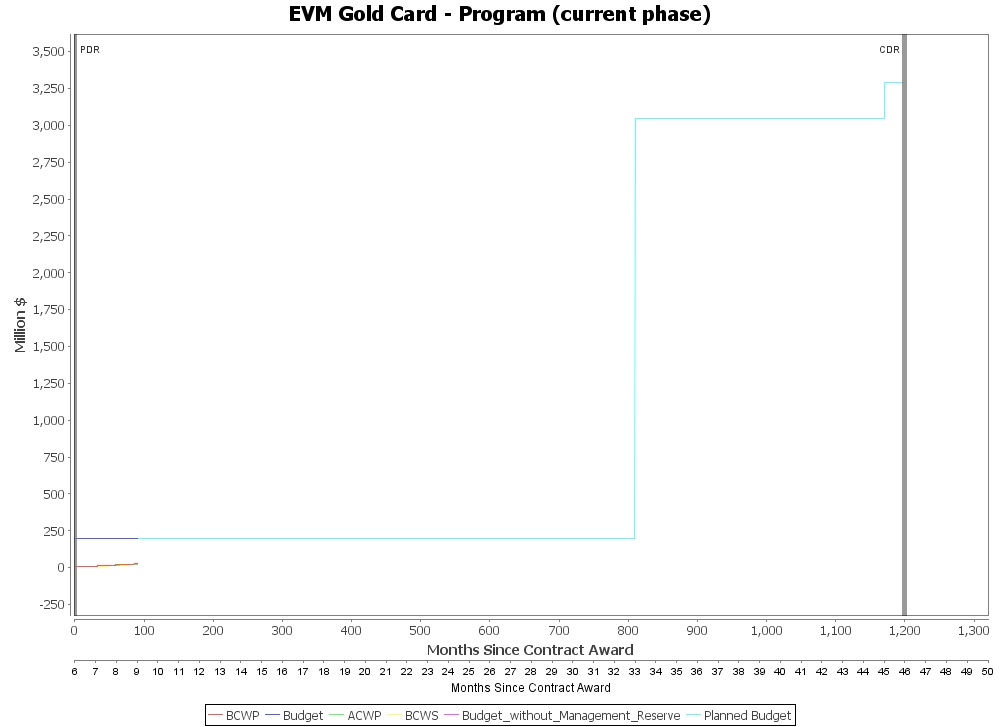 EVM Gold Card - Program (current phase)
3,500
3,250
3,000
2,750
2,500
2,250
2,000
1,750
1,500
1,250
1,000
750
500
250
0
-250
Million $
PDR
CDR
0 100 200 300 400 500 600 700 800 900 1,000 1,100 1,200 1,300
Months Since Contract Award
6 7 8 9 10 11 12 13 14 15 16 17 18 19 20 21 22 23 24 25 26 27 28 29 30 31 32 33 34 35 36 37 38 39 40 41 42 43 44 45 46 47 48 49 50
Months Since Contract Award
BCWP Budget ACWP BCWS Budget_without_Management_Reserve Planned Budget